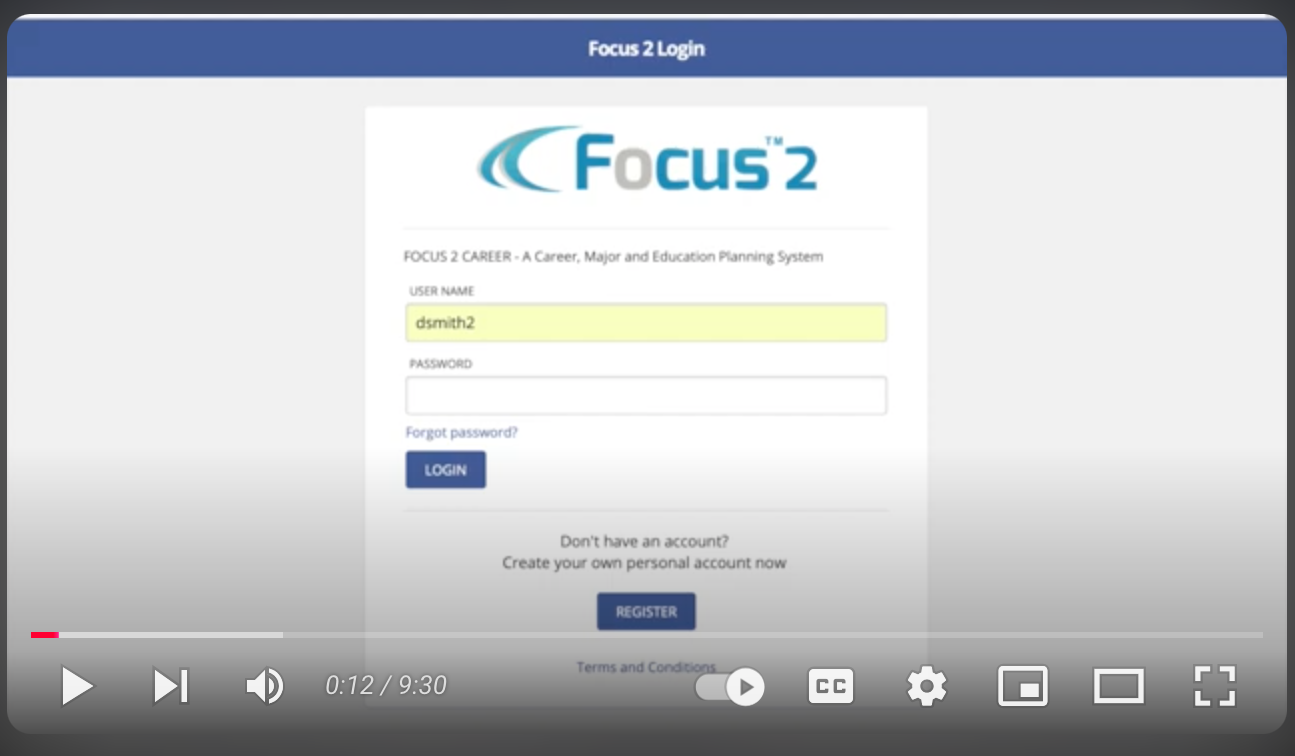 Focus 2 Login
Focus™2
FOCUS 2 CAREER - A Career, Major and Education Planning System
USER NAME
dsmith2
PASSWORD
Forgot password?
LOGIN
Don't have an account?
Create your own personal account now
REGISTER
Terms and Conditions
0:12 / 9:30
CC